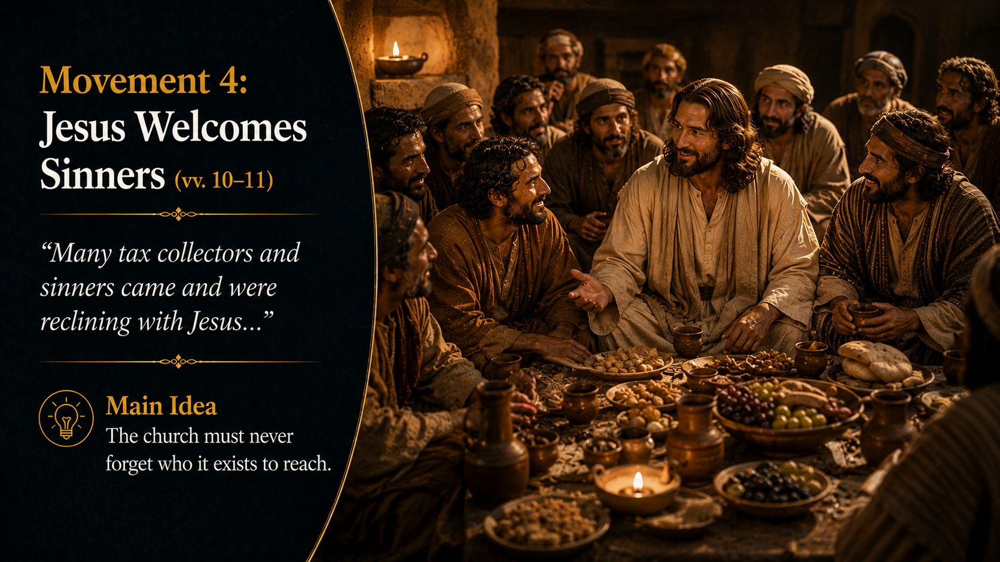 Movement 4:
Jesus Welcomes
Sinners (vv. 10–11)
“Many tax collectors and
sinners came and were
reclining with Jesus...”
Main Idea
The church must never
forget who it exists to reach.